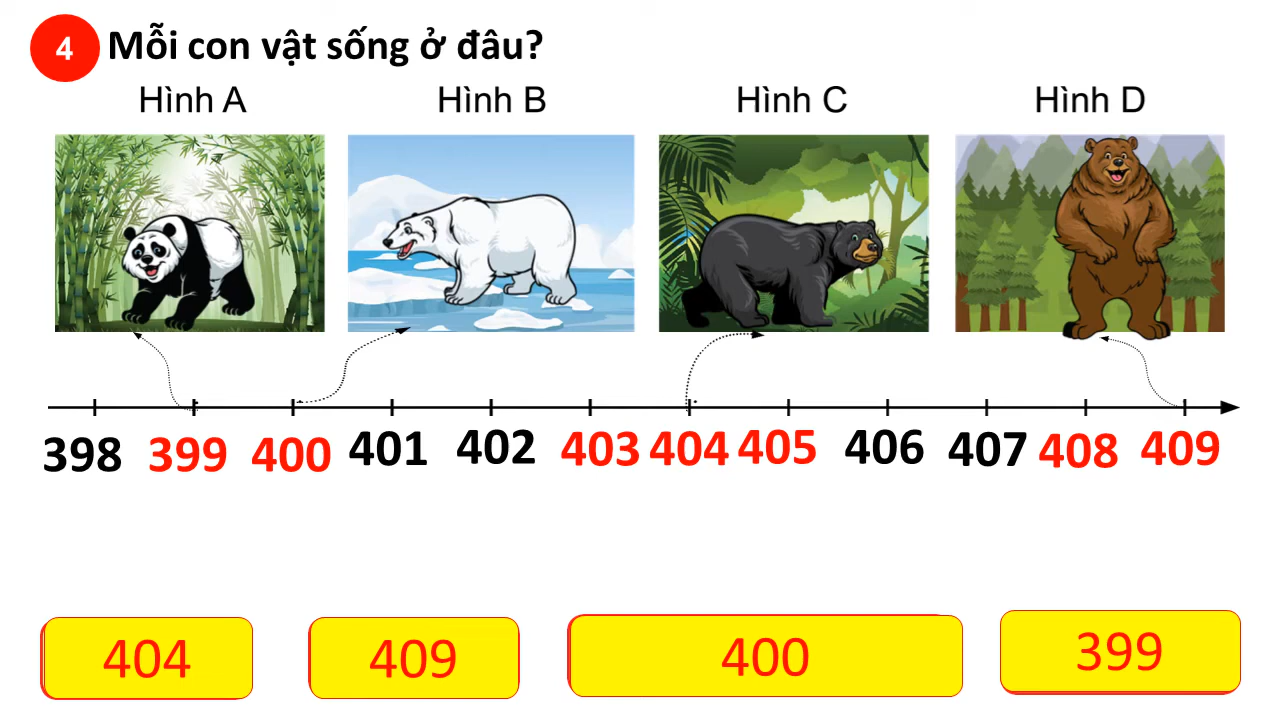 4 Mỗi con vật sống ở đâu?
Hình A Hình B Hình C Hình D
398 399 400 401 402 403 404 405 406 407 408 409
404 409 400 399